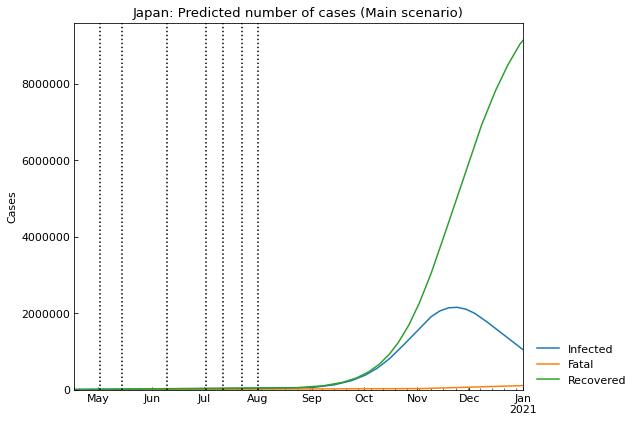 Japan: Predicted number of cases (Main scenario)
Cases
8000000
6000000
4000000
2000000
0
May Jun Jul Aug Sep Oct Nov Dec Jan
2021
Infected
Fatal
Recovered